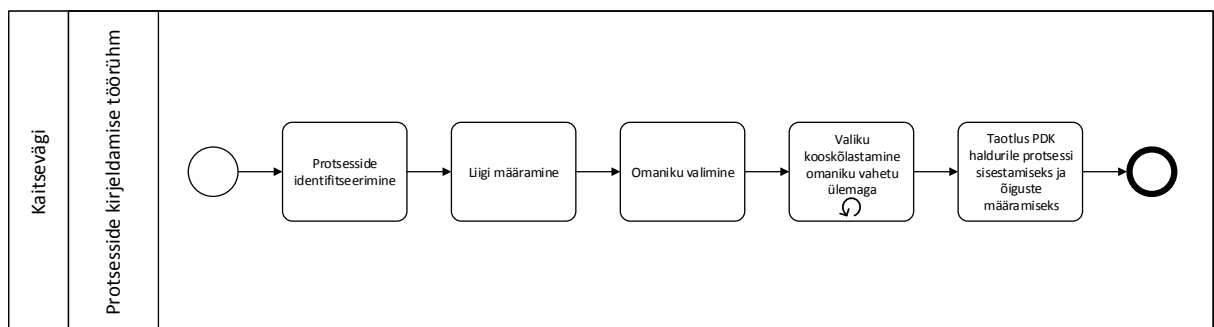 Kaitsevägi
Protsesside kirjeldamise töörühm
Protsesside
identifitseerimine
Liigi määramine
Omaniku valimine
Valiku
kooskõlastamine
omaniku vahetu
ülemaga
Taotlus PDK
haldurile protsessi
sisestamiseks ja
õiguste
määramiseks